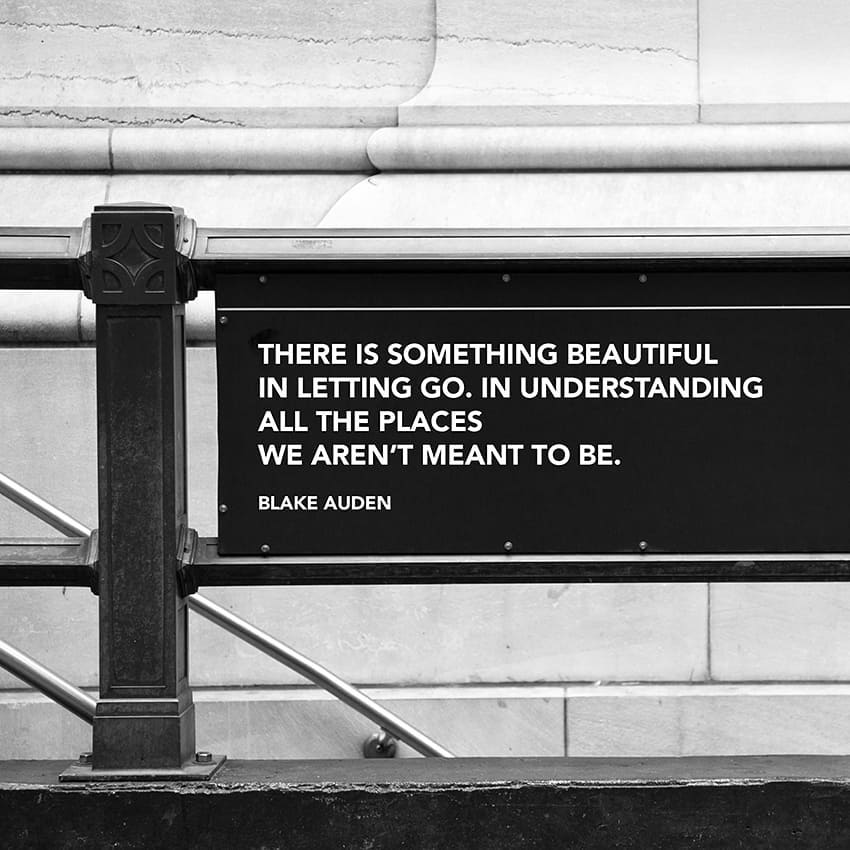 THERE IS SOMETHING BEAUTIFUL
IN LETTING GO. IN UNDERSTANDING
ALL THE PLACES
WE AREN‘T MEANT TO BE.
BLAKE AUDEN